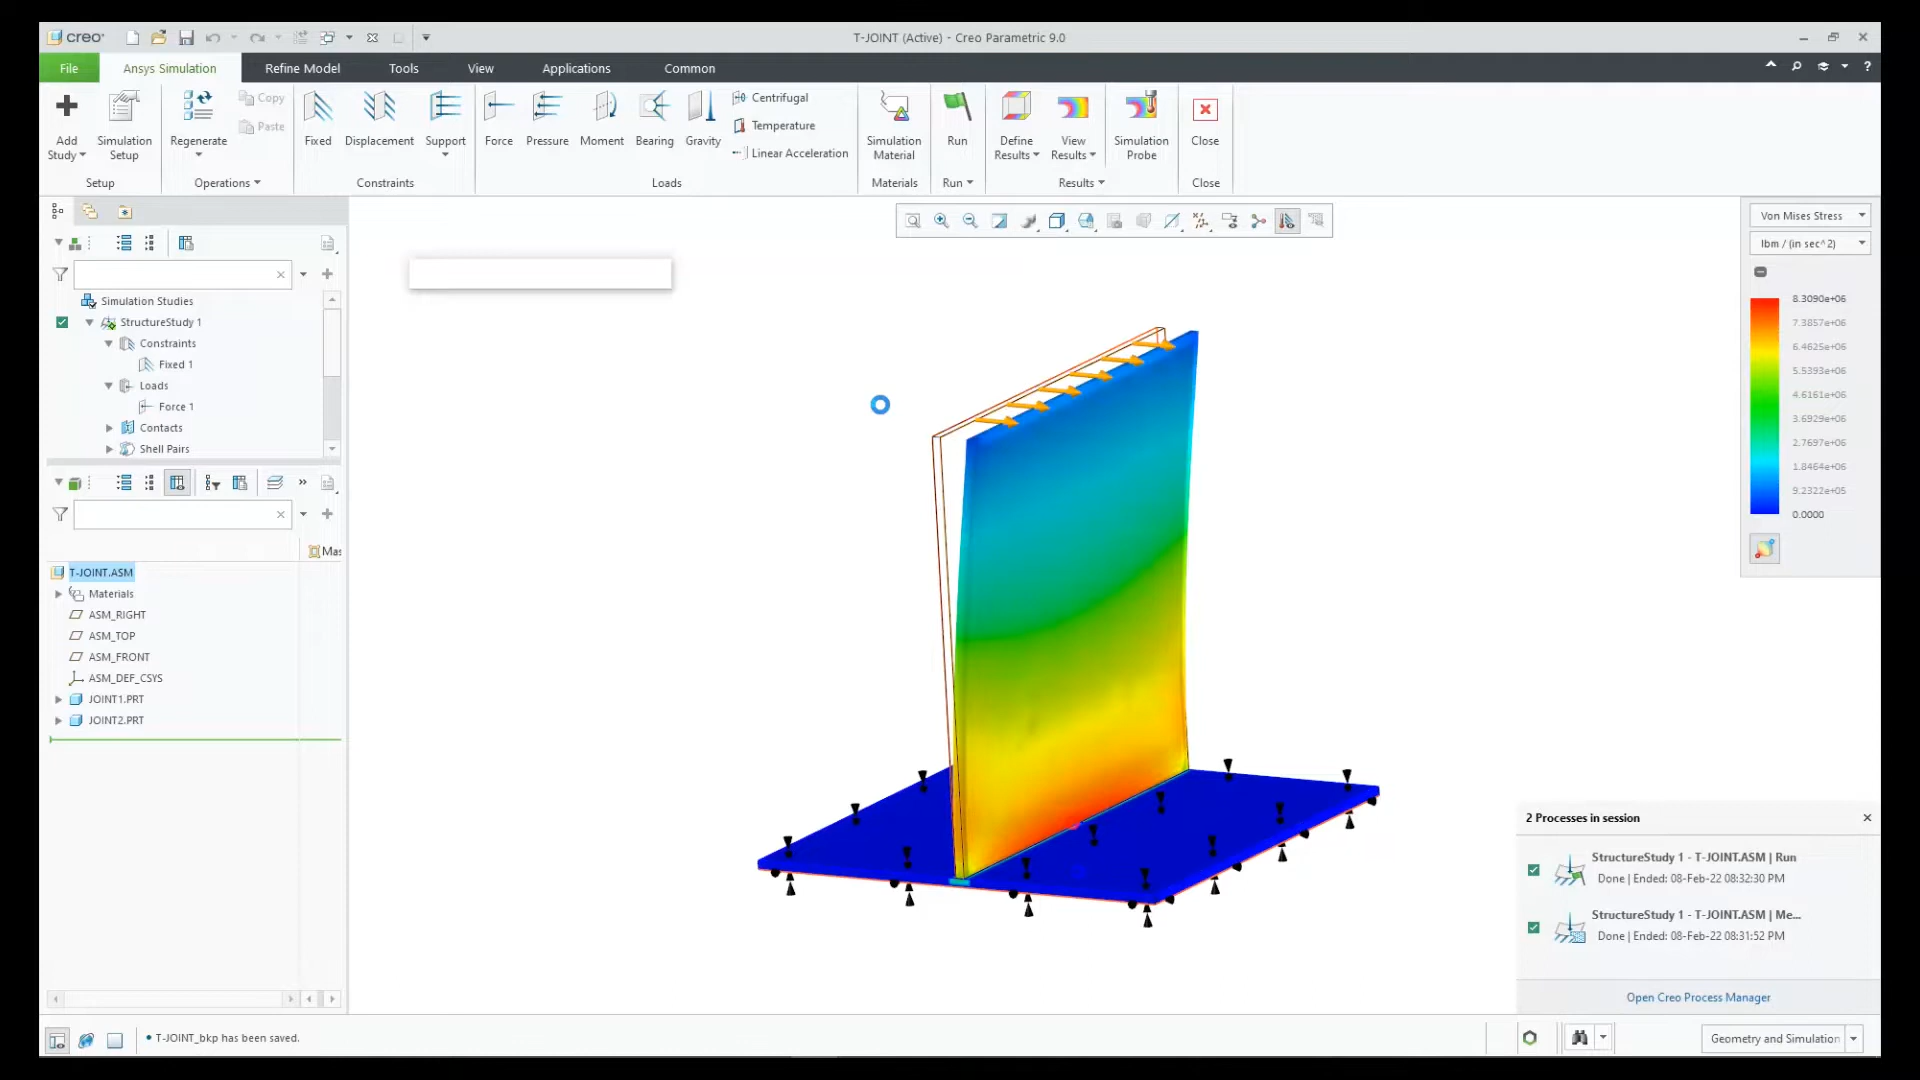 creo
T-JOINT (Active) - Creo Parametric 9.0
File
Ansys Simulation
Refine Model
Tools
View
Applications
Common
Add
Study
Simulation
Setup
Regenerate
Copy
Paste
Fixed
Displacement
Support
Force
Pressure
Moment
Bearing
Gravity
Centrifugal
Temperature
Linear Acceleration
Simulation
Material
Run
Define
Results
View
Results
Simulation
Probe
Close
Setup
Operations
Constraints
Loads
Materials
Run
Results
Close
Simulation Studies
StructureStudy 1
Constraints
Fixed 1
Loads
Force 1
Contacts
Shell Pairs
Mas
T-JOINT.ASM
Materials
ASM_RIGHT
ASM_TOP
ASM_FRONT
ASM_DEF_CSYS
JOINT1.PRT
JOINT2.PRT
Von Mises Stress
lbm / (in sec^2)
8.3090e+06
7.3857e+06
6.4625e+06
5.5393e+06
4.6161e+06
3.6929e+06
2.7697e+06
1.8464e+06
9.2322e+05
0.0000
2 Processes in session
StructureStudy 1 - T-JOINT.ASM | Run
Done | Ended: 08-Feb-22 08:32:30 PM
StructureStudy 1 - T-JOINT.ASM | Me...
Done | Ended: 08-Feb-22 08:31:52 PM
Open Creo Process Manager
• T-JOINT_bkp has been saved.
Geometry and Simulation